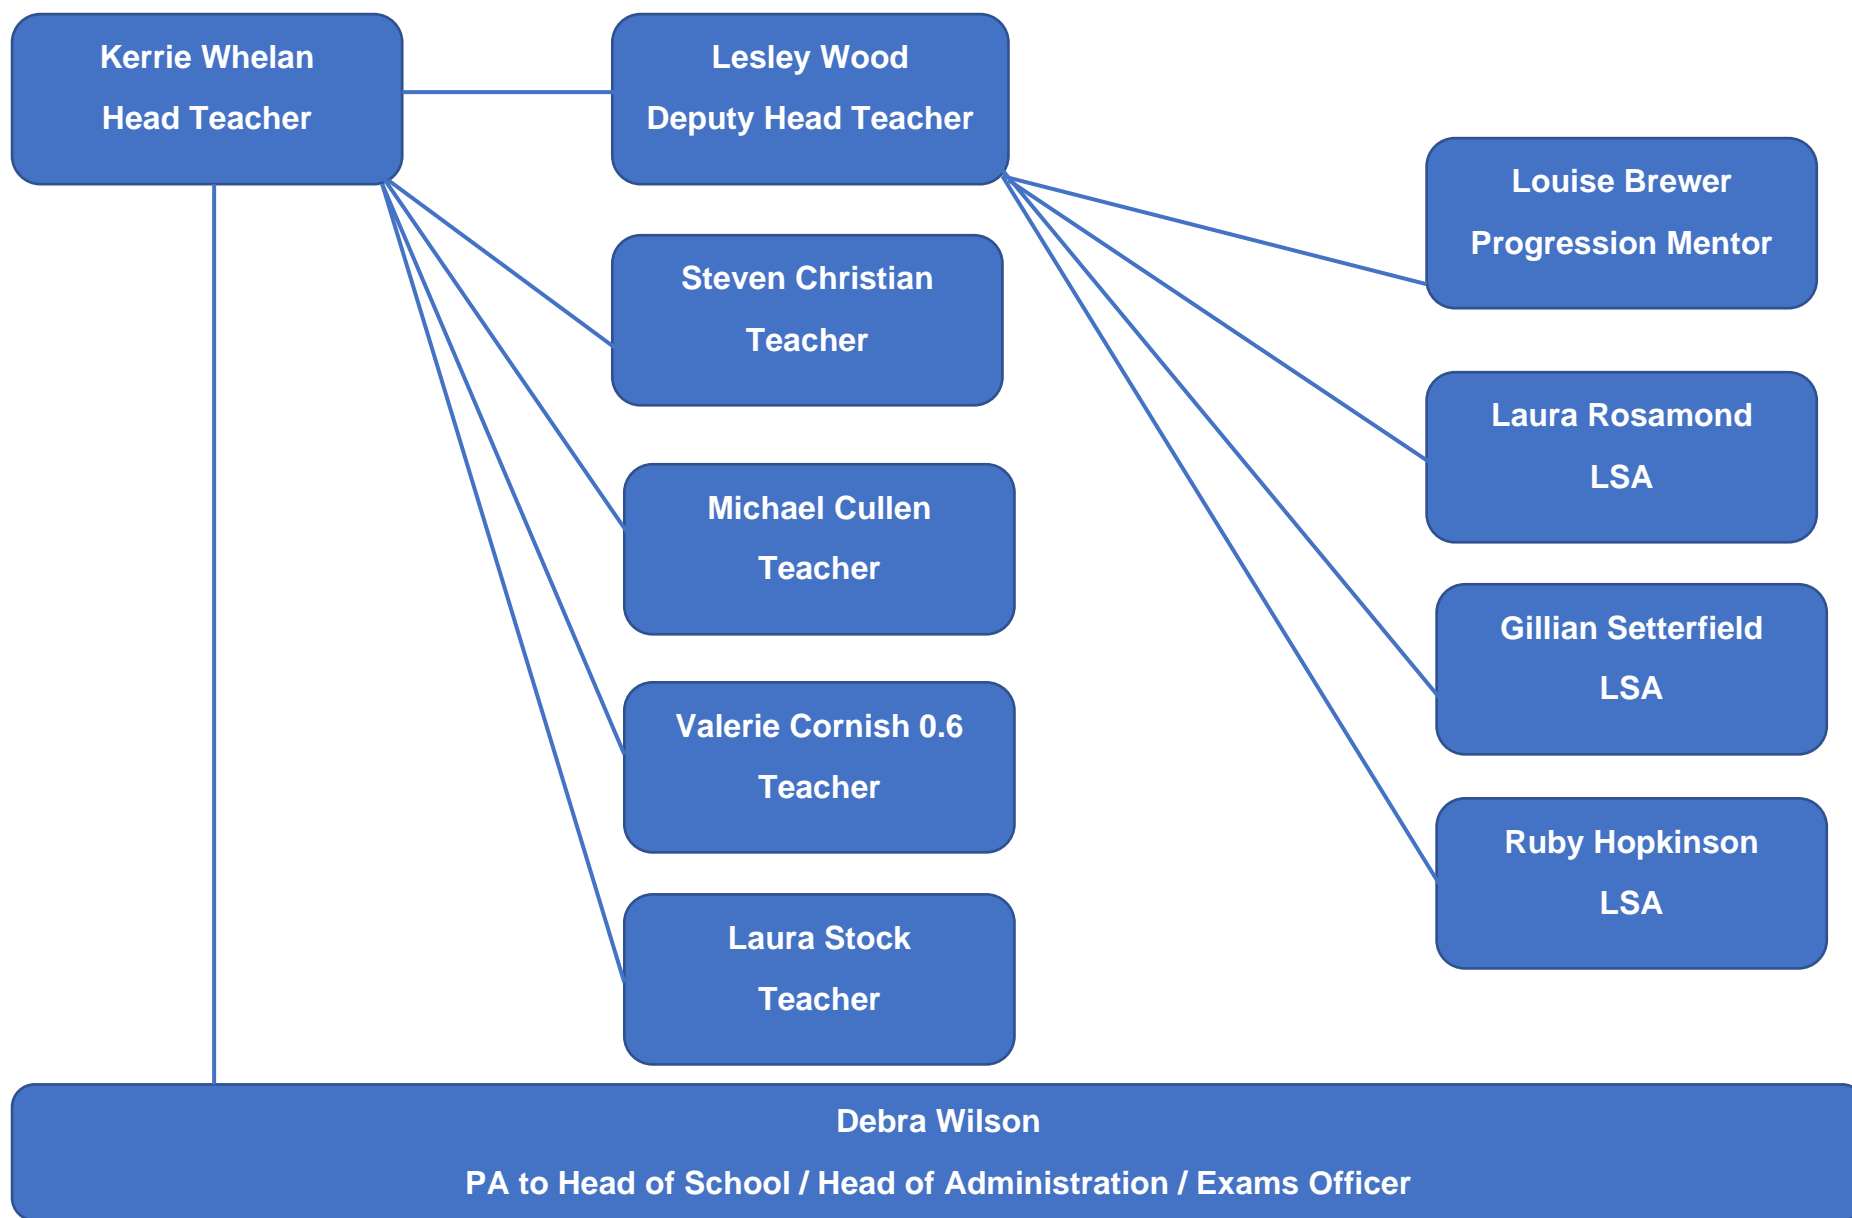 Kerrie Whelan
Head Teacher
Lesley Wood
Deputy Head Teacher
Louise Brewer
Progression Mentor
Steven Christian
Teacher
Laura Rosamond
LSA
Michael Cullen
Teacher
Gillian Setterfield
LSA
Valerie Cornish 0.6
Teacher
Ruby Hopkinson
LSA
Laura Stock
Teacher
Debra Wilson
PA to Head of School / Head of Administration / Exams Officer